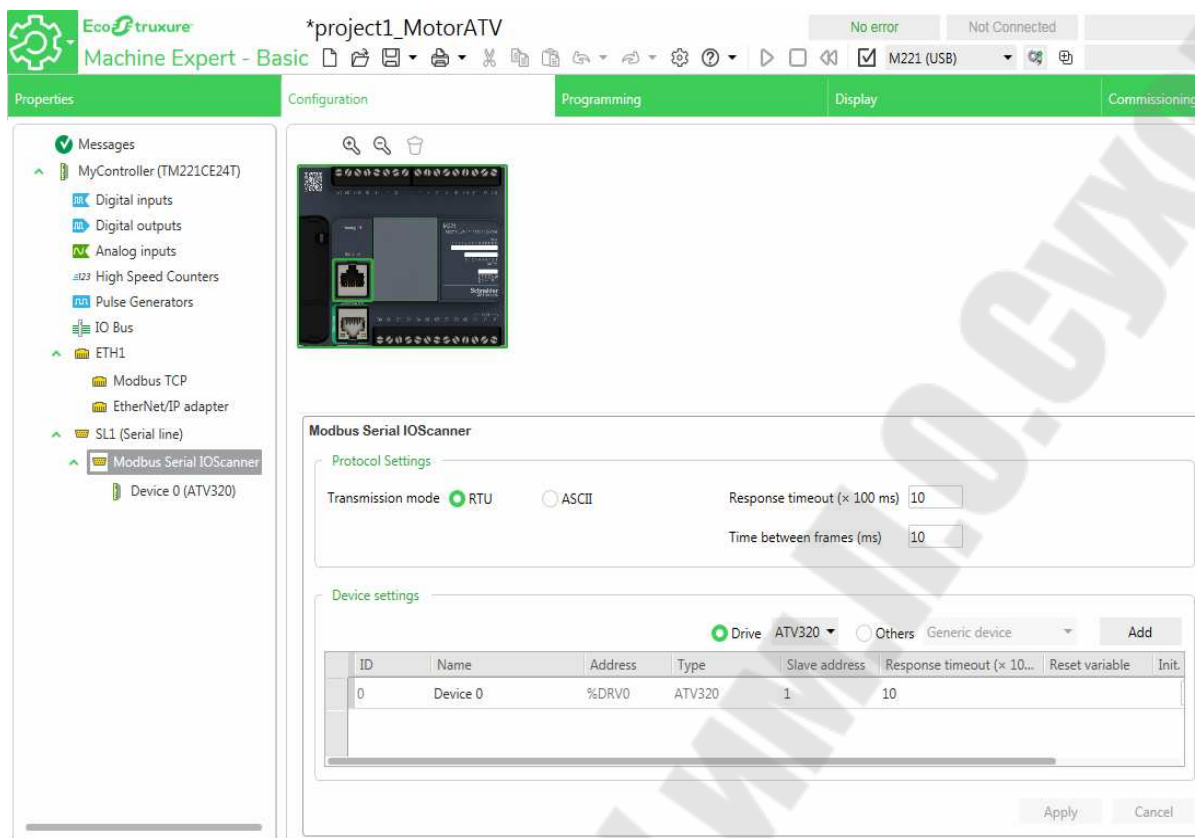 EcoStruxure
Machine Expert - Basic
*project1_MotorATV
No error
Not Connected
M221 (USB)
Properties
Configuration
Programming
Display
Commissioning
Messages
MyController (TM221CE24T)
Digital inputs
Digital outputs
Analog inputs
High Speed Counters
Pulse Generators
IO Bus
ETH1
Modbus TCP
EtherNet/IP adapter
SL1 (Serial line)
Modbus Serial IOScanner
Device 0 (ATV320)
Schneider
Modbus Serial IOScanner
Protocol Settings
Transmission mode RTU ASCII Response timeout (× 100 ms) 10
Time between frames (ms) 10
Device settings
Drive ATV320 Others Generic device Add
ID Name Address Type Slave address Response timeout (× 10... Reset variable Init.
0 Device 0 %DRV0 ATV320 1 10
Apply Cancel